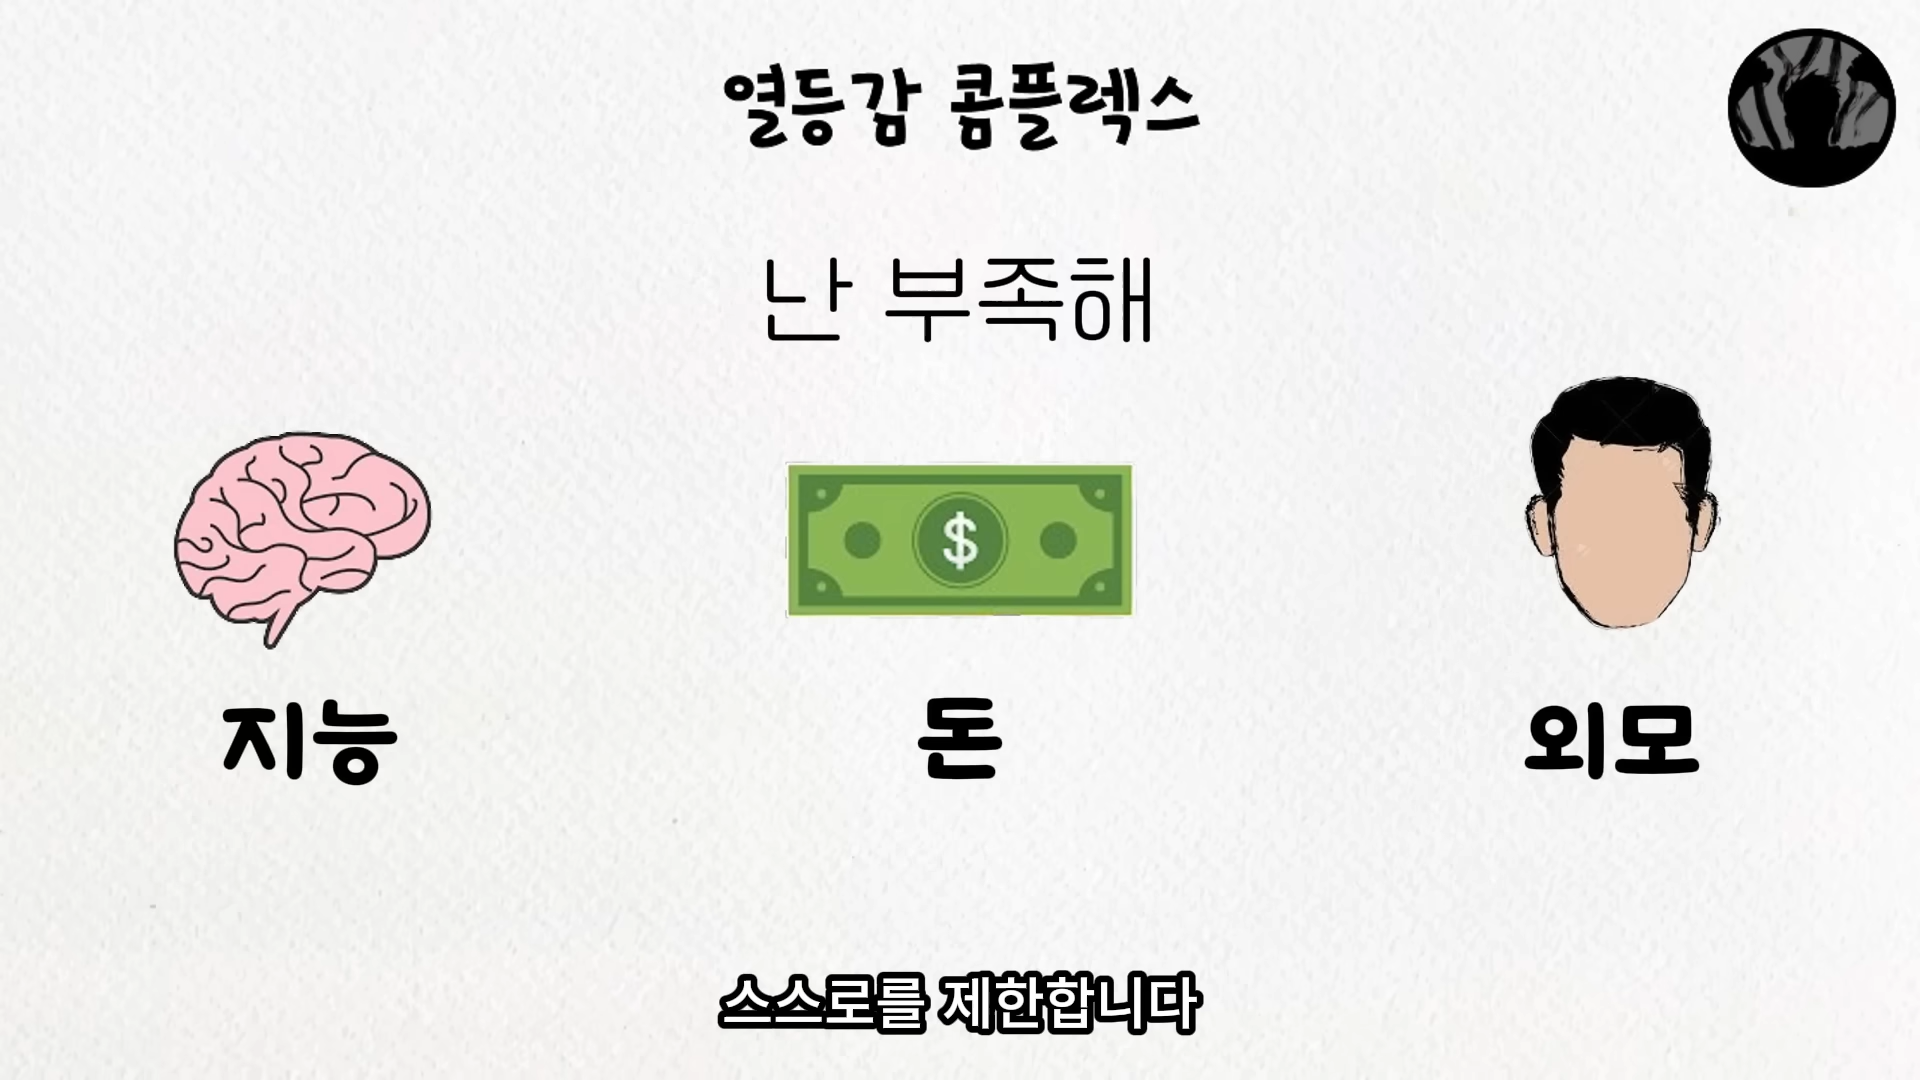 열등감 콤플렉스
난 부족해
$
지능
돈
외모
스스로를 제한합니다